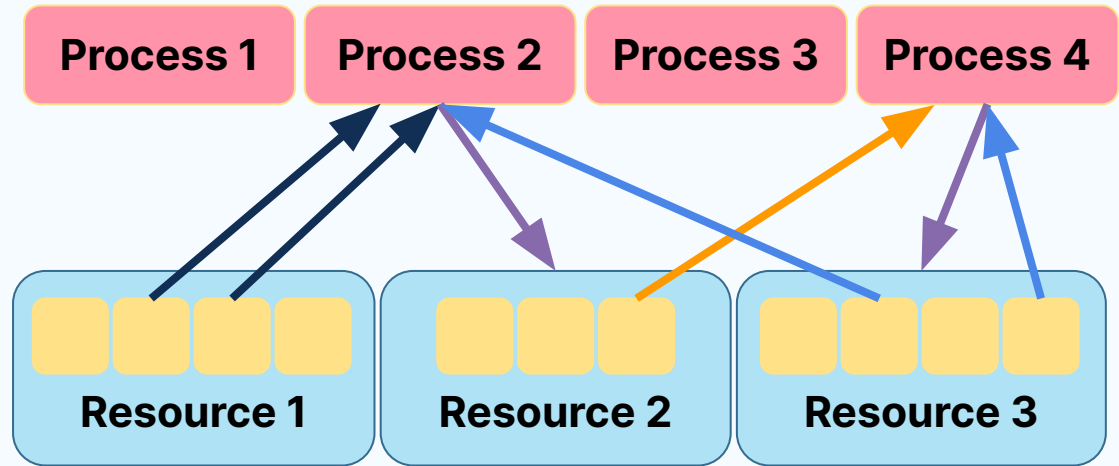 Process 1
Process 2
Process 3
Process 4
Resource 1
Resource 2
Resource 3